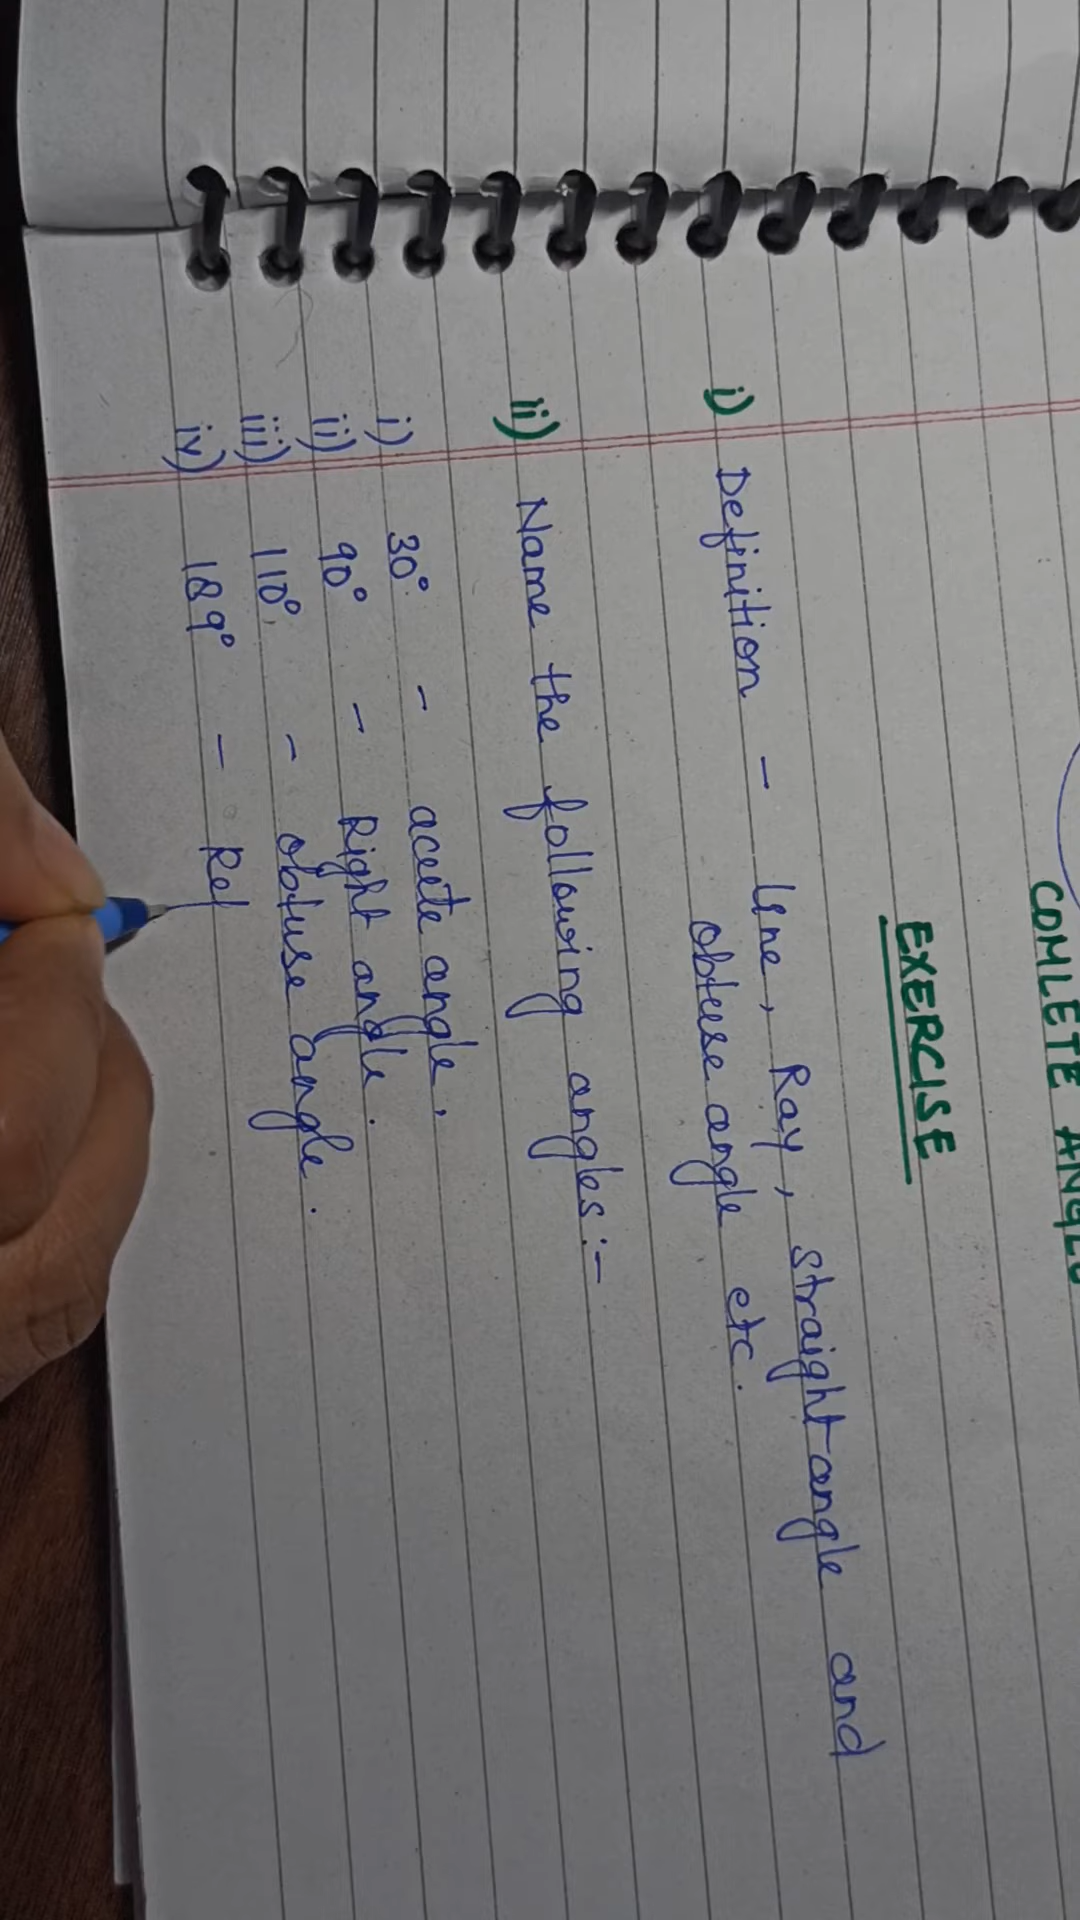 COMLETE ANGLE
EXERCISE
i) Definition - Line, Ray, straight angle and
obtuse angle etc.
ii) Name the following angles:-
i) 30° - acute angle.
ii) 90° - Right angle.
iii) 110° - obtuse angle.
iv) 189° - Ref